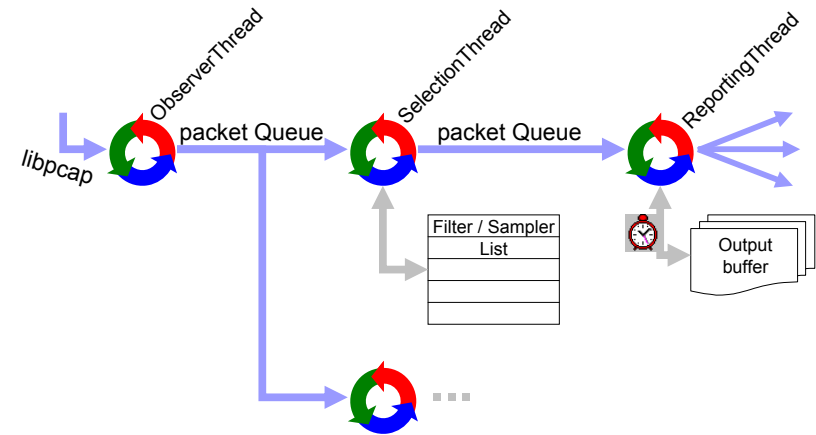 ObserverThread
SelectionThread
ReportingThread
libpcap
packet Queue
packet Queue
Filter / Sampler
List
Output
buffer